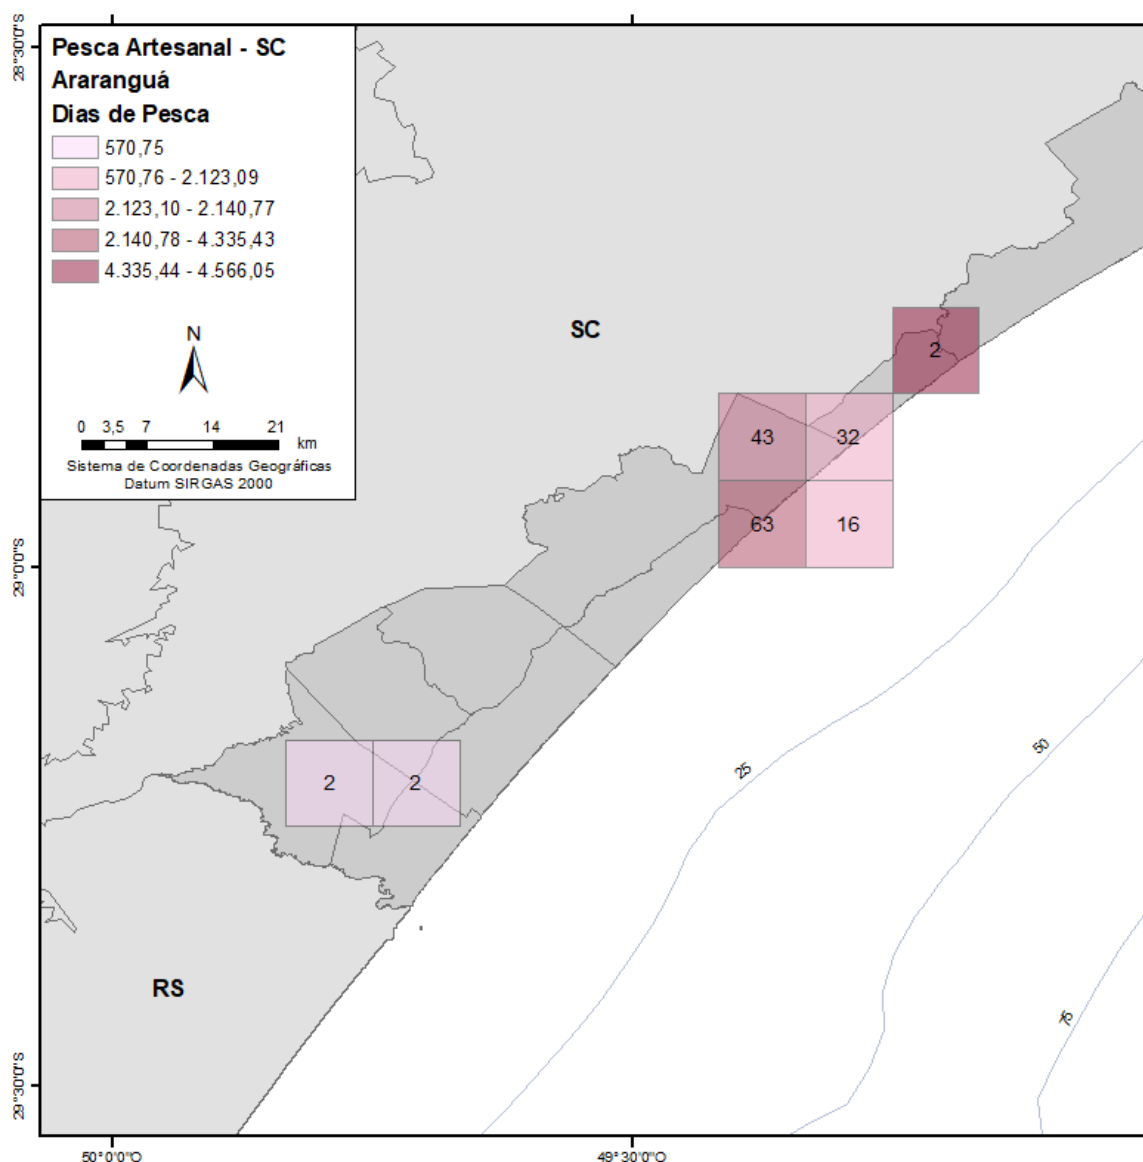 28°30'0"S
Pesca Artesanal - SC
Araranguá
Dias de Pesca
570,75
570,76 - 2.123,09
2.123,10 - 2.140,77
2.140,78 - 4.335,43
4.335,44 - 4.566,05
N
0 3,5 7 14 21
km
Sistema de Coordenadas Geográficas
Datum SIRGAS 2000
SC
2
43 32
63 16
29°0'0"S
25
50
2 2
RS
75
29°30'0"S
50°0'0"O
49°30'0"O